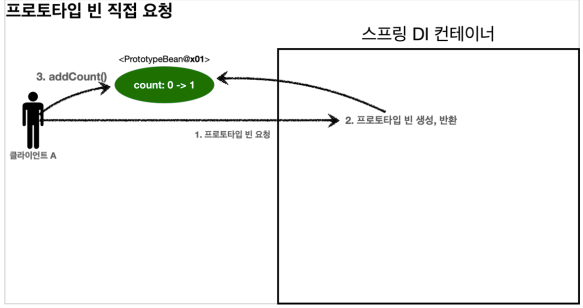 프로토타입 빈 직접 요청
스프링 DI 컨테이너
<PrototypeBean@x01>
3. addCount()
count: 0 -> 1
2. 프로토타입 빈 생성, 반환
1. 프로토타입 빈 요청
클라이언트 A